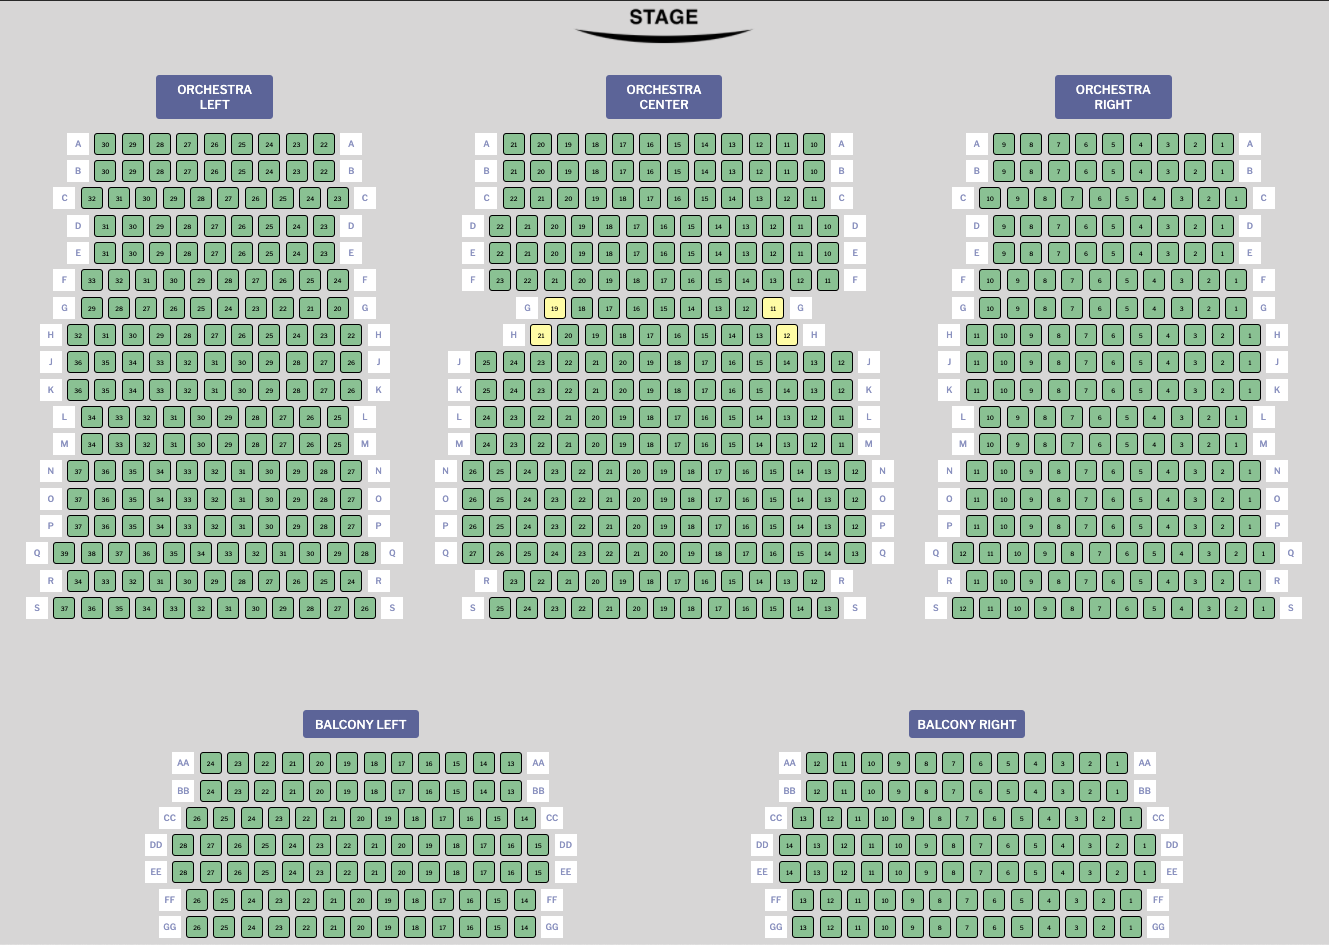 STAGE
ORCHESTRA
LEFT
ORCHESTRA
CENTER
ORCHESTRA
RIGHT
A 30 29 28 27 26 25 24 23 22 A A 21 20 19 18 17 16 15 14 13 12 11 10 A A 9 8 7 6 5 4 3 2 1 A
B 30 29 28 27 26 25 24 23 22 B B 21 20 19 18 17 16 15 14 13 12 11 10 B B 9 8 7 6 5 4 3 2 1 B
C 32 31 30 29 28 27 26 25 24 23 C C 22 21 20 19 18 17 16 15 14 13 12 11 C C 10 9 8 7 6 5 4 3 2 1 C
D 31 30 29 28 27 26 25 24 23 D D 22 21 20 19 18 17 16 15 14 13 12 11 10 D D 9 8 7 6 5 4 3 2 1 D
E 31 30 29 28 27 26 25 24 23 E E 22 21 20 19 18 17 16 15 14 13 12 11 10 E E 9 8 7 6 5 4 3 2 1 E
F 33 32 31 30 29 28 27 26 25 24 F F 23 22 21 20 19 18 17 16 15 14 13 12 11 F F 10 9 8 7 6 5 4 3 2 1 F
G 29 28 27 26 25 24 23 22 21 20 G G 19 18 17 16 15 14 13 12 11 G G 10 9 8 7 6 5 4 3 2 1 G
H 32 31 30 29 28 27 26 25 24 23 22 H H 21 20 19 18 17 16 15 14 13 12 H H 11 10 9 8 7 6 5 4 3 2 1 H
J 36 35 34 33 32 31 30 29 28 27 26 J J 25 24 23 22 21 20 19 18 17 16 15 14 13 12 J J 11 10 9 8 7 6 5 4 3 2 1 J
K 36 35 34 33 32 31 30 29 28 27 26 K K 25 24 23 22 21 20 19 18 17 16 15 14 13 12 K K 11 10 9 8 7 6 5 4 3 2 1 K
L 34 33 32 31 30 29 28 27 26 25 L L 24 23 22 21 20 19 18 17 16 15 14 13 12 11 L L 10 9 8 7 6 5 4 3 2 1 L
M 34 33 32 31 30 29 28 27 26 25 M M 24 23 22 21 20 19 18 17 16 15 14 13 12 11 M M 10 9 8 7 6 5 4 3 2 1 M
N 37 36 35 34 33 32 31 30 29 28 27 N N 26 25 24 23 22 21 20 19 18 17 16 15 14 13 12 N N 11 10 9 8 7 6 5 4 3 2 1 N
O 37 36 35 34 33 32 31 30 29 28 27 O O 26 25 24 23 22 21 20 19 18 17 16 15 14 13 12 O O 11 10 9 8 7 6 5 4 3 2 1 O
P 37 36 35 34 33 32 31 30 29 28 27 P P 26 25 24 23 22 21 20 19 18 17 16 15 14 13 12 P P 11 10 9 8 7 6 5 4 3 2 1 P
Q 39 38 37 36 35 34 33 32 31 30 29 28 Q Q 27 26 25 24 23 22 21 20 19 18 17 16 15 14 13 Q Q 12 11 10 9 8 7 6 5 4 3 2 1 Q
R 34 33 32 31 30 29 28 27 26 25 24 R R 23 22 21 20 19 18 17 16 15 14 13 12 R R 11 10 9 8 7 6 5 4 3 2 1 R
S 37 36 35 34 33 32 31 30 29 28 27 26 S S 25 24 23 22 21 20 19 18 17 16 15 14 13 S S 12 11 10 9 8 7 6 5 4 3 2 1 S
BALCONY LEFT
BALCONY RIGHT
AA 24 23 22 21 20 19 18 17 16 15 14 13 AA AA 12 11 10 9 8 7 6 5 4 3 2 1 AA
BB 24 23 22 21 20 19 18 17 16 15 14 13 BB BB 12 11 10 9 8 7 6 5 4 3 2 1 BB
CC 26 25 24 23 22 21 20 19 18 17 16 15 14 CC CC 13 12 11 10 9 8 7 6 5 4 3 2 1 CC
DD 28 27 26 25 24 23 22 21 20 19 18 17 16 15 DD DD 14 13 12 11 10 9 8 7 6 5 4 3 2 1 DD
EE 28 27 26 25 24 23 22 21 20 19 18 17 16 15 EE EE 14 13 12 11 10 9 8 7 6 5 4 3 2 1 EE
FF 26 25 24 23 22 21 20 19 18 17 16 15 14 FF FF 13 12 11 10 9 8 7 6 5 4 3 2 1 FF
GG 26 25 24 23 22 21 20 19 18 17 16 15 14 GG GG 13 12 11 10 9 8 7 6 5 4 3 2 1 GG